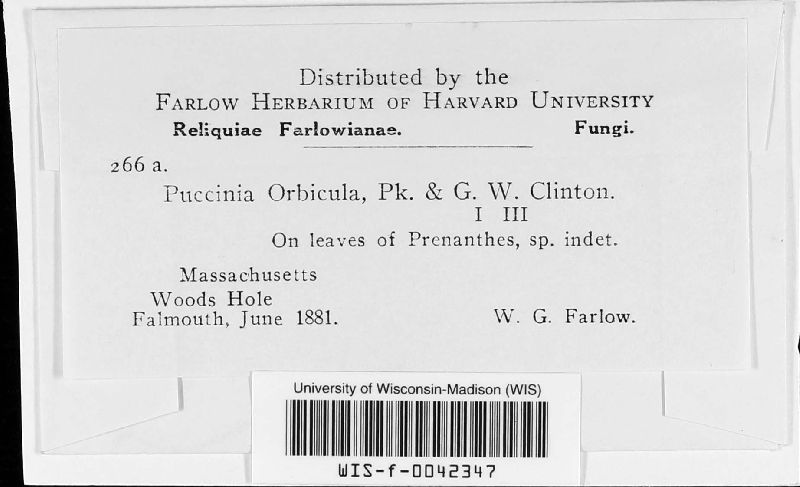 Distributed by the
FARLOW HERBARIUM OF HARVARD UNIVERSITY
Reliquiae Farlowianae. Fungi.
266 a.
Puccinia Orbicula, Pk. & G. W. Clinton.
I III
On leaves of Prenanthes, sp. indet.
Massachusetts
Woods Hole
Falmouth, June 1881. W. G. Farlow.
University of Wisconsin-Madison (WIS)
WIS-f-0042347